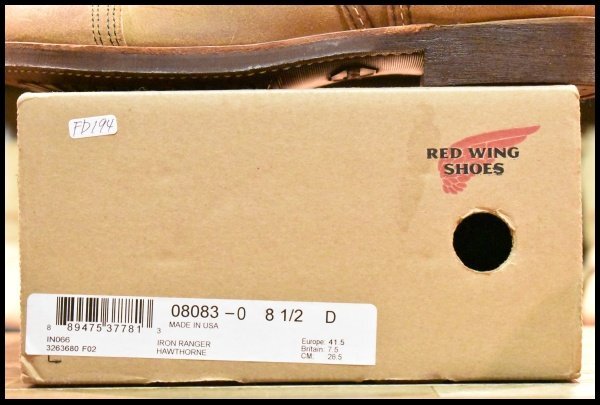 FD194
RED WING
SHOES
08083-0 8 1/2 D
MADE IN USA
8 89475 37781 3
IN066
3263680 F02
IRON RANGER
HAWTHORNE
Europe: 41.5
Britain: 7.5
CM: 26.5